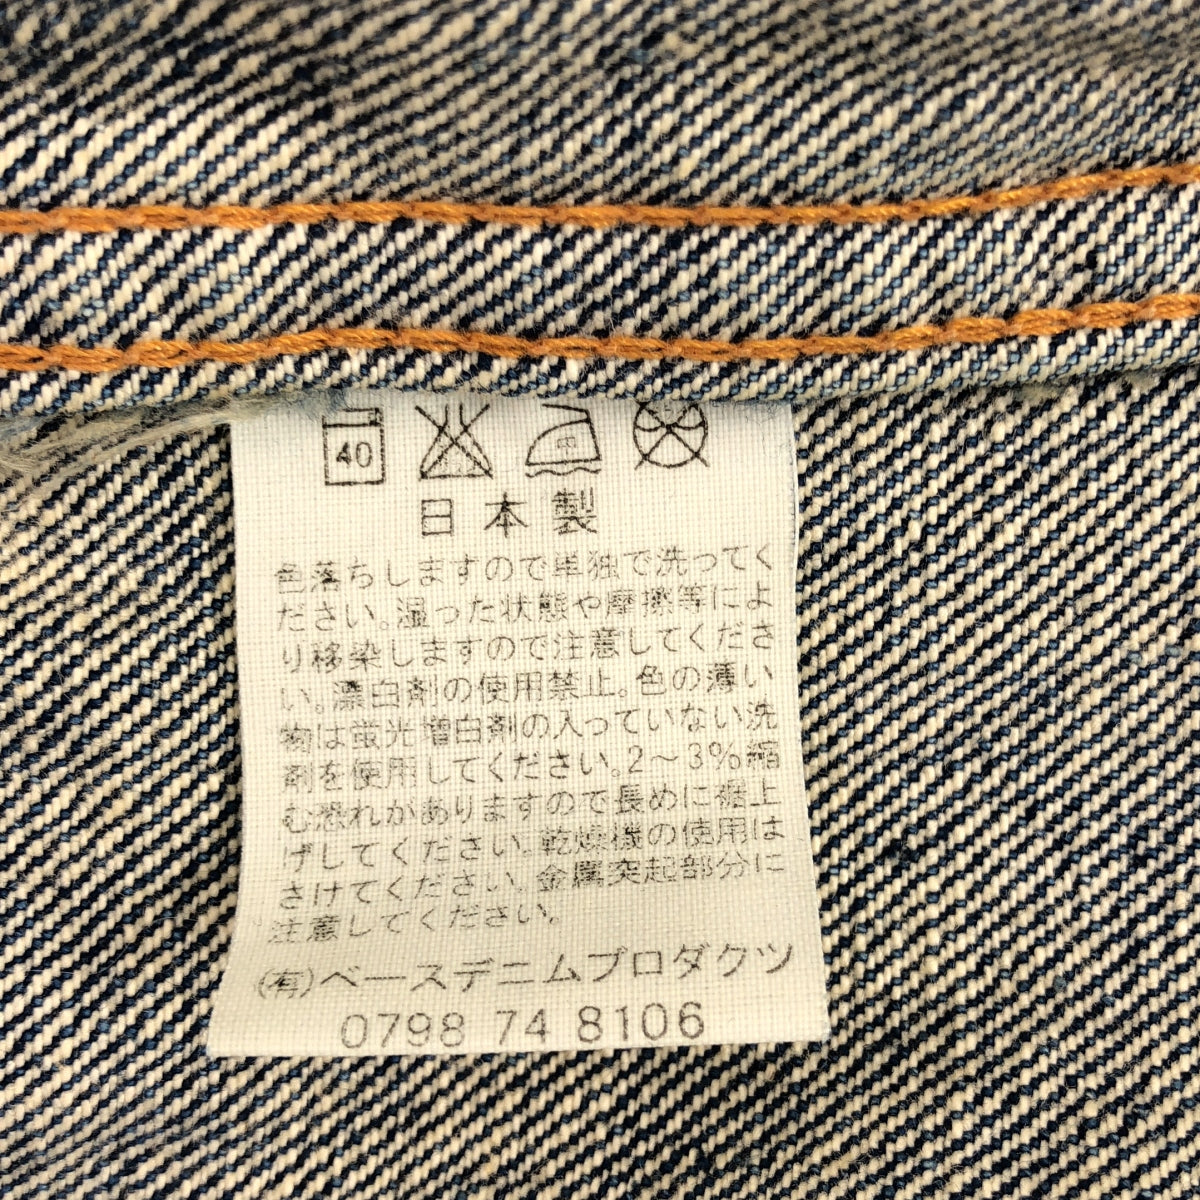 40
日本製
色落ちしますので単独で洗ってく
ださい。湿った状態や摩擦等によ
り移染しますので注意してくださ
い。漂白剤の使用禁止。色の薄い
物は蛍光増白剤の入っていない洗
剤を使用してください。2〜3%縮
む恐れがありますので長めに裾上
げしてください。乾燥機の使用は
さけてください。金属突起部分に
注意してください。
(有)ベースデニムプロダクツ
0798 74 8106